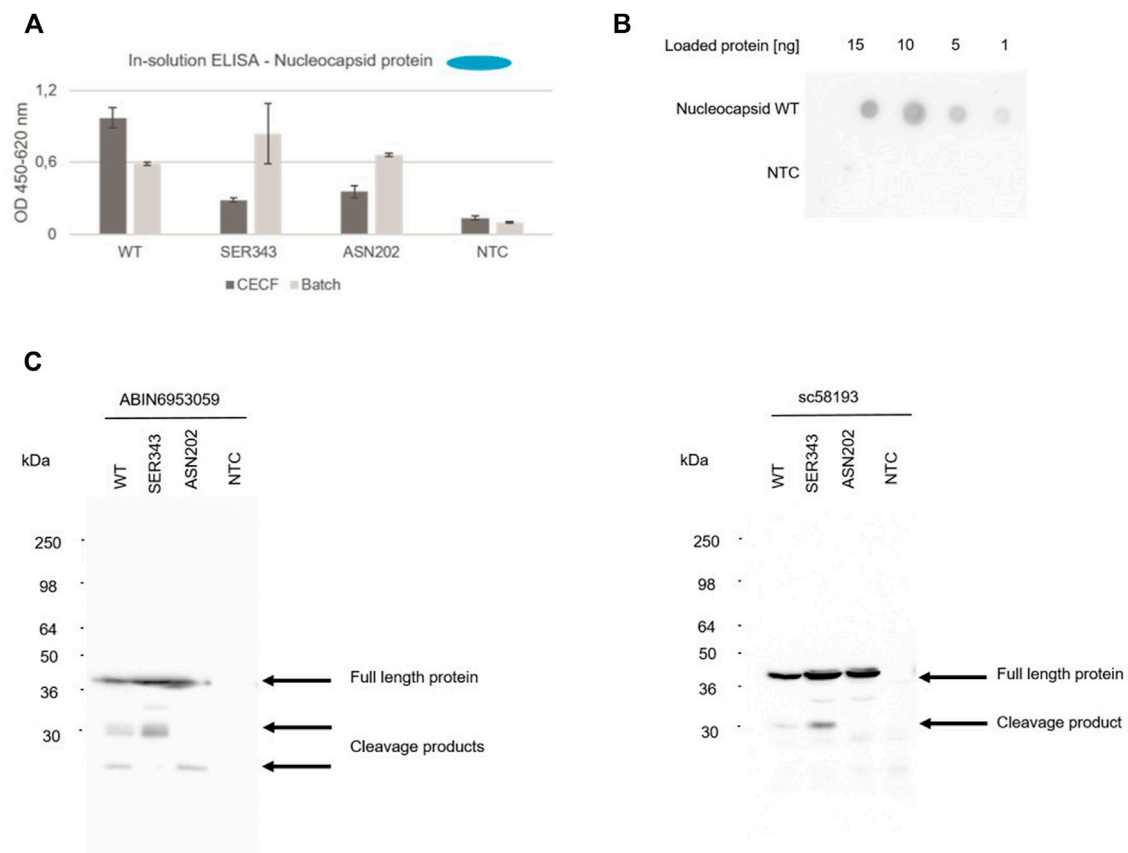 A
In-solution ELISA - Nucleocapsid protein
1,2
0,6
0
OD 450-620 nm
WT SER343 ASN202 NTC
CECF Batch
B
Loaded protein [ng] 15 10 5 1
Nucleocapsid WT
NTC
C
ABIN6953059
kDa
WT SER343 ASN202 NTC
250
98
64
50
36
30
Full length protein
Cleavage products
sc58193
kDa
WT SER343 ASN202 NTC
250
98
64
50
36
30
Full length protein
Cleavage product